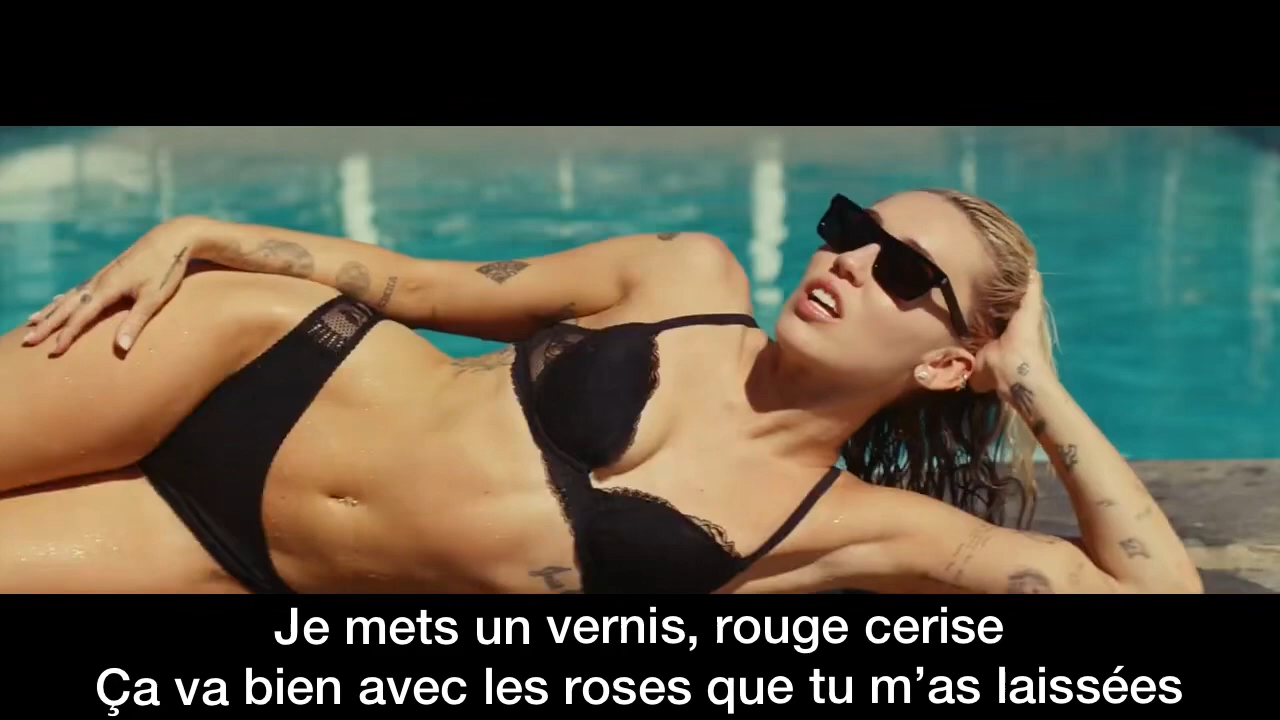 Je mets un vernis, rouge cerise
Ça va bien avec les roses que tu m’as laissées